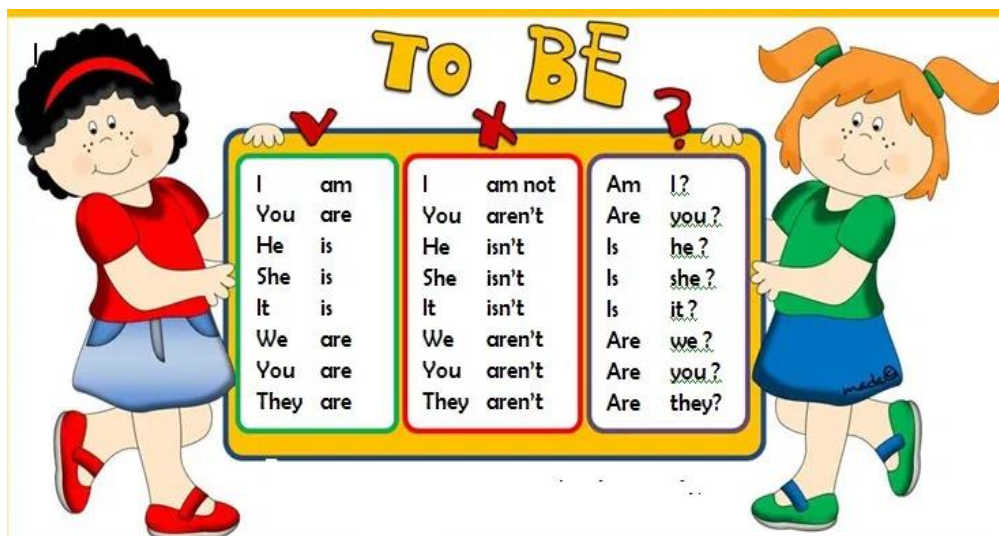 TO BE
I am
You are
He is
She is
It is
We are
You are
They are
I am not
You aren't
He isn't
She isn't
It isn't
We aren't
You aren't
They aren't
Am I?
Are you?
Is he?
Is she?
Is it?
Are we?
Are you?
Are they?